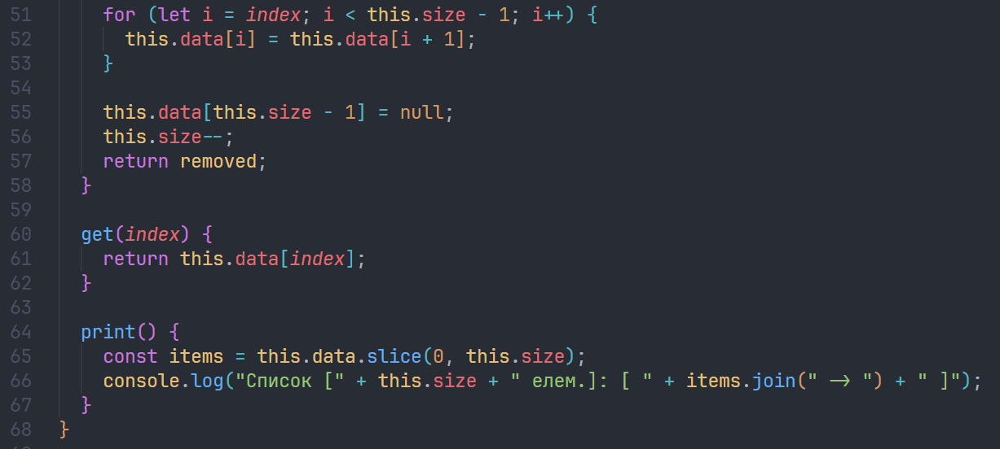 51 for (let i = index; i < this.size - 1; i++) {
52 this.data[i] = this.data[i + 1];
53 }
54
55 this.data[this.size - 1] = null;
56 this.size--;
57 return removed;
58 }
59
60 get(index) {
61 return this.data[index];
62 }
63
64 print() {
65 const items = this.data.slice(0, this.size);
66 console.log("Список [" + this.size + " елем.]: [ " + items.join(" -> ") + " ]");
67 }
68 }